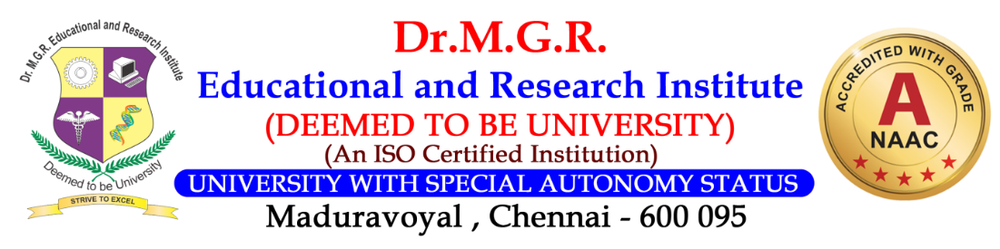 Dr. M.G.R. Educational and Research Institute
Deemed to be University
STRIVE TO EXCEL
Dr.M.G.R.
Educational and Research Institute
(DEEMED TO BE UNIVERSITY)
(An ISO Certified Institution)
UNIVERSITY WITH SPECIAL AUTONOMY STATUS
Maduravoyal , Chennai - 600 095
ACCREDITED WITH GRADE
A
NAAC